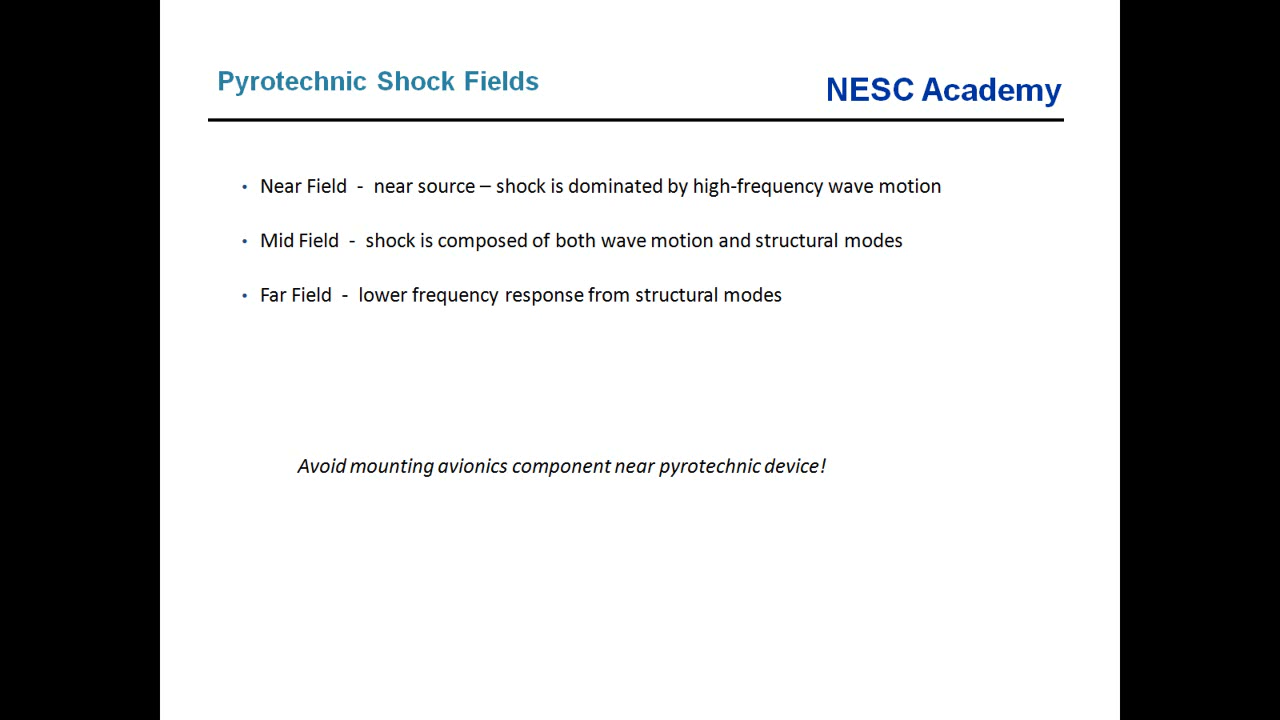 Pyrotechnic Shock Fields
NESC Academy
• Near Field - near source – shock is dominated by high-frequency wave motion
• Mid Field - shock is composed of both wave motion and structural modes
• Far Field - lower frequency response from structural modes
Avoid mounting avionics component near pyrotechnic device!